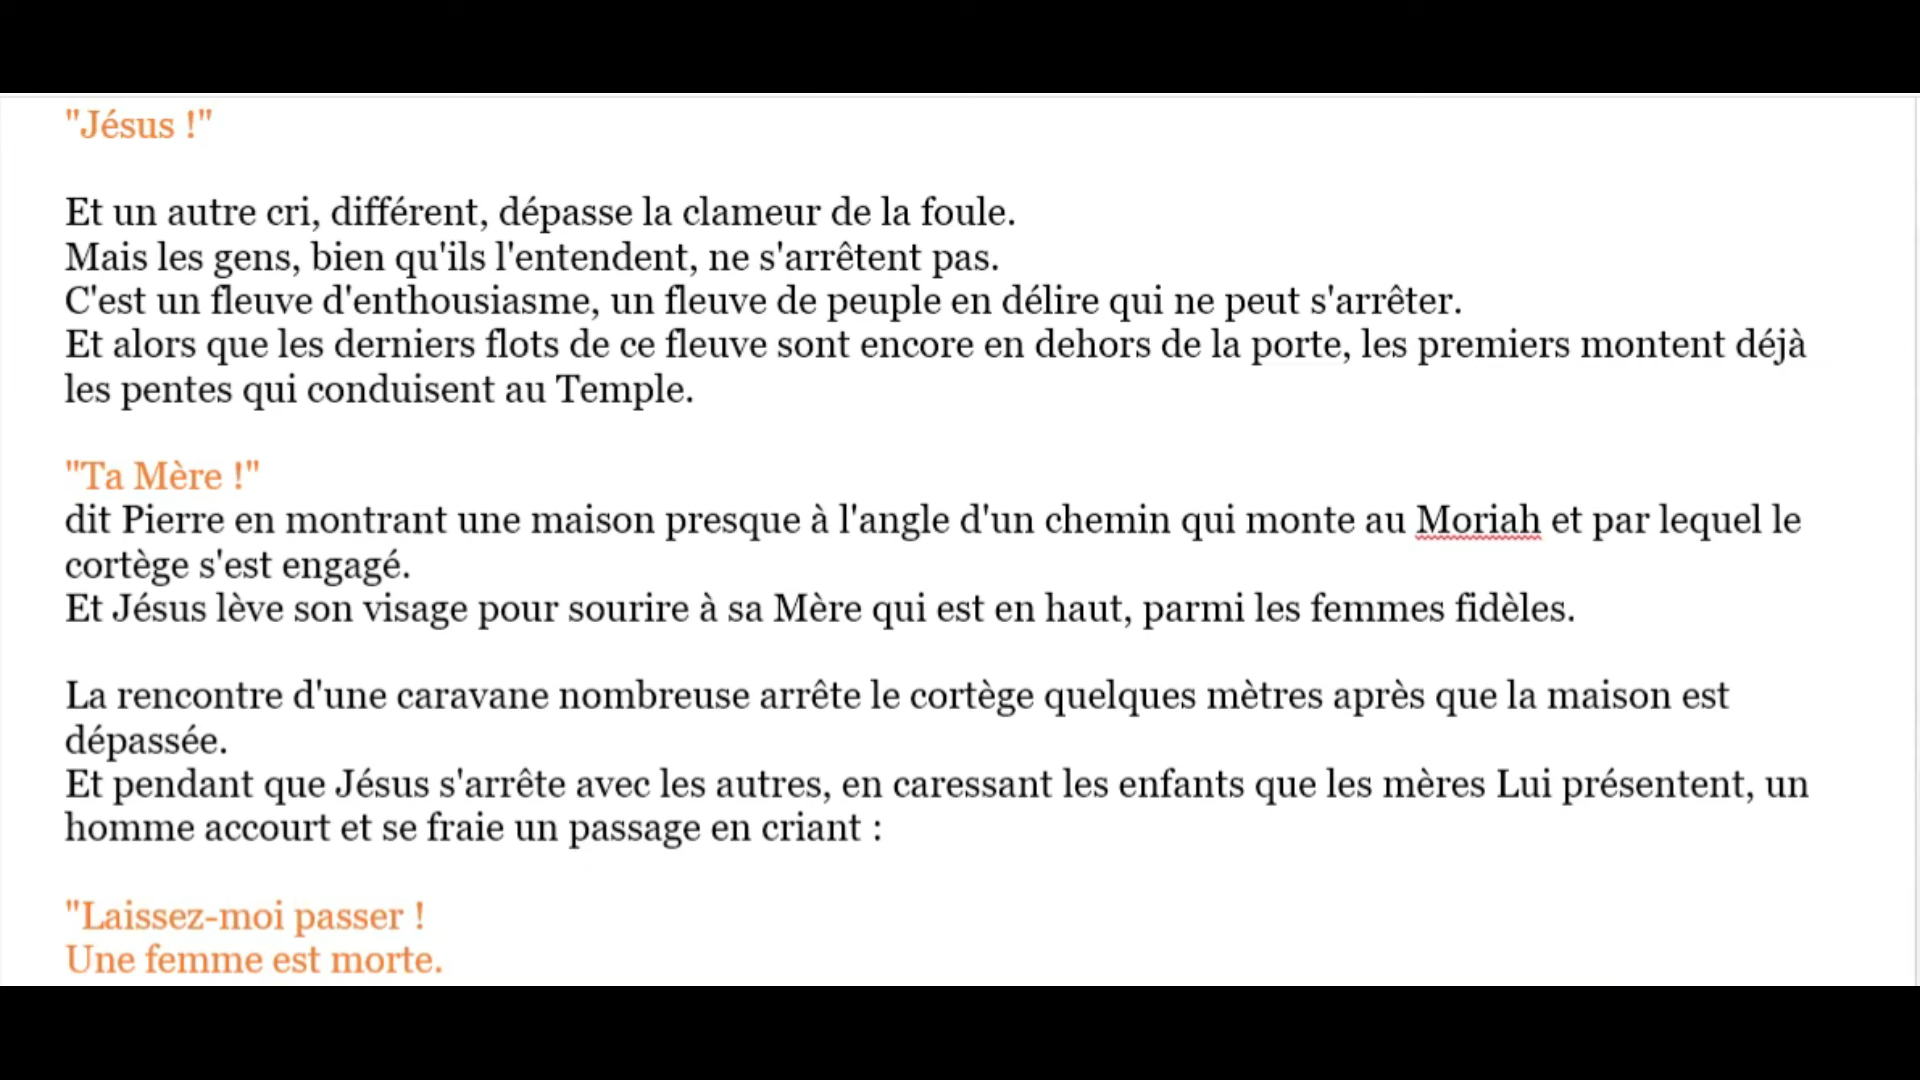 "Jésus !"
Et un autre cri, différent, dépasse la clameur de la foule.
Mais les gens, bien qu'ils l'entendent, ne s'arrêtent pas.
C'est un fleuve d'enthousiasme, un fleuve de peuple en délire qui ne peut s'arrêter.
Et alors que les derniers flots de ce fleuve sont encore en dehors de la porte, les premiers montent déjà
les pentes qui conduisent au Temple.
"Ta Mère !"
dit Pierre en montrant une maison presque à l'angle d'un chemin qui monte au Moriah et par lequel le
cortège s'est engagé.
Et Jésus lève son visage pour sourire à sa Mère qui est en haut, parmi les femmes fidèles.
La rencontre d'une caravane nombreuse arrête le cortège quelques mètres après que la maison est
dépassée.
Et pendant que Jésus s'arrête avec les autres, en caressant les enfants que les mères Lui présentent, un
homme accourt et se fraie un passage en criant :
"Laissez-moi passer !
Une femme est morte.